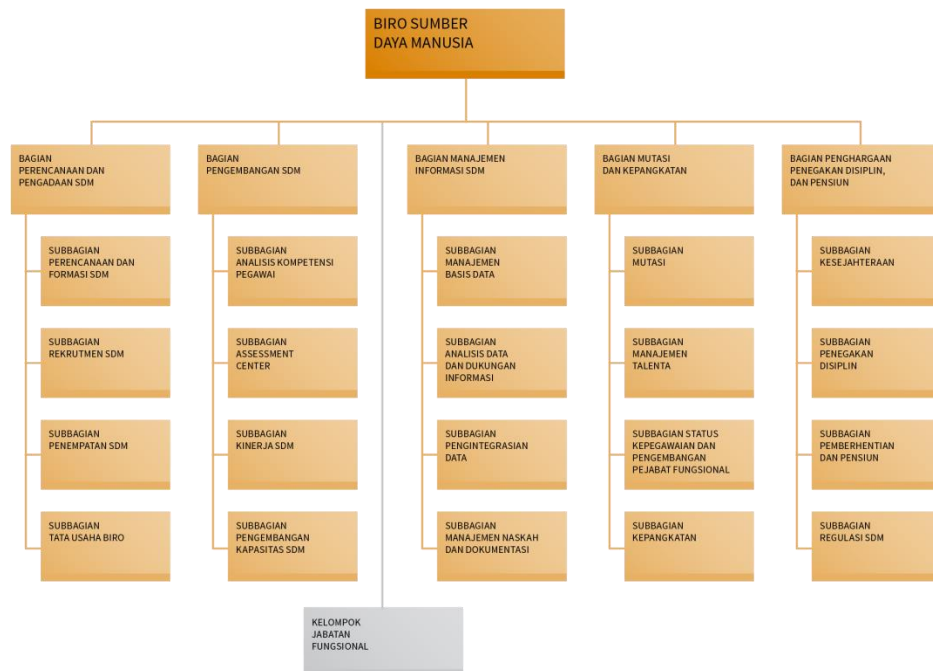 BIRO SUMBER
DAYA MANUSIA
BAGIAN
PERENCANAAN DAN
PENGADAAN SDM
SUBBAGIAN
PERENCANAAN DAN
FORMASI SDM
SUBBAGIAN
REKRUTMEN SDM
SUBBAGIAN
PENEMPATAN SDM
SUBBAGIAN
TATA USAHA BIRO
BAGIAN
PENGEMBANGAN SDM
SUBBAGIAN
ANALISIS KOMPETENSI
PEGAWAI
SUBBAGIAN
ASSESSMENT
CENTER
SUBBAGIAN
KINERJA SDM
SUBBAGIAN
PENGEMBANGAN
KAPASITAS SDM
BAGIAN MANAJEMEN
INFORMASI SDM
SUBBAGIAN
MANAJEMEN
BASIS DATA
SUBBAGIAN
ANALISIS DATA
DAN DUKUNGAN
INFORMASI
SUBBAGIAN
PENGINTEGRASIAN
DATA
SUBBAGIAN
MANAJEMEN NASKAH
DAN DOKUMENTASI
BAGIAN MUTASI
DAN KEPANGKATAN
SUBBAGIAN
MUTASI
SUBBAGIAN
MANAJEMEN
TALENTA
SUBBAGIAN STATUS
KEPEGAWAIAN DAN
PENGEMBANGAN
PEJABAT FUNGSIONAL
SUBBAGIAN
KEPANGKATAN
BAGIAN PENGHARGAAN
PENEGAKAN DISIPLIN,
DAN PENSIUN
SUBBAGIAN
KESEJAHTERAAN
SUBBAGIAN
PENEGAKAN
DISIPLIN
SUBBAGIAN
PEMBERHENTIAN
DAN PENSIUN
SUBBAGIAN
REGULASI SDM
KELOMPOK
JABATAN
FUNGSIONAL